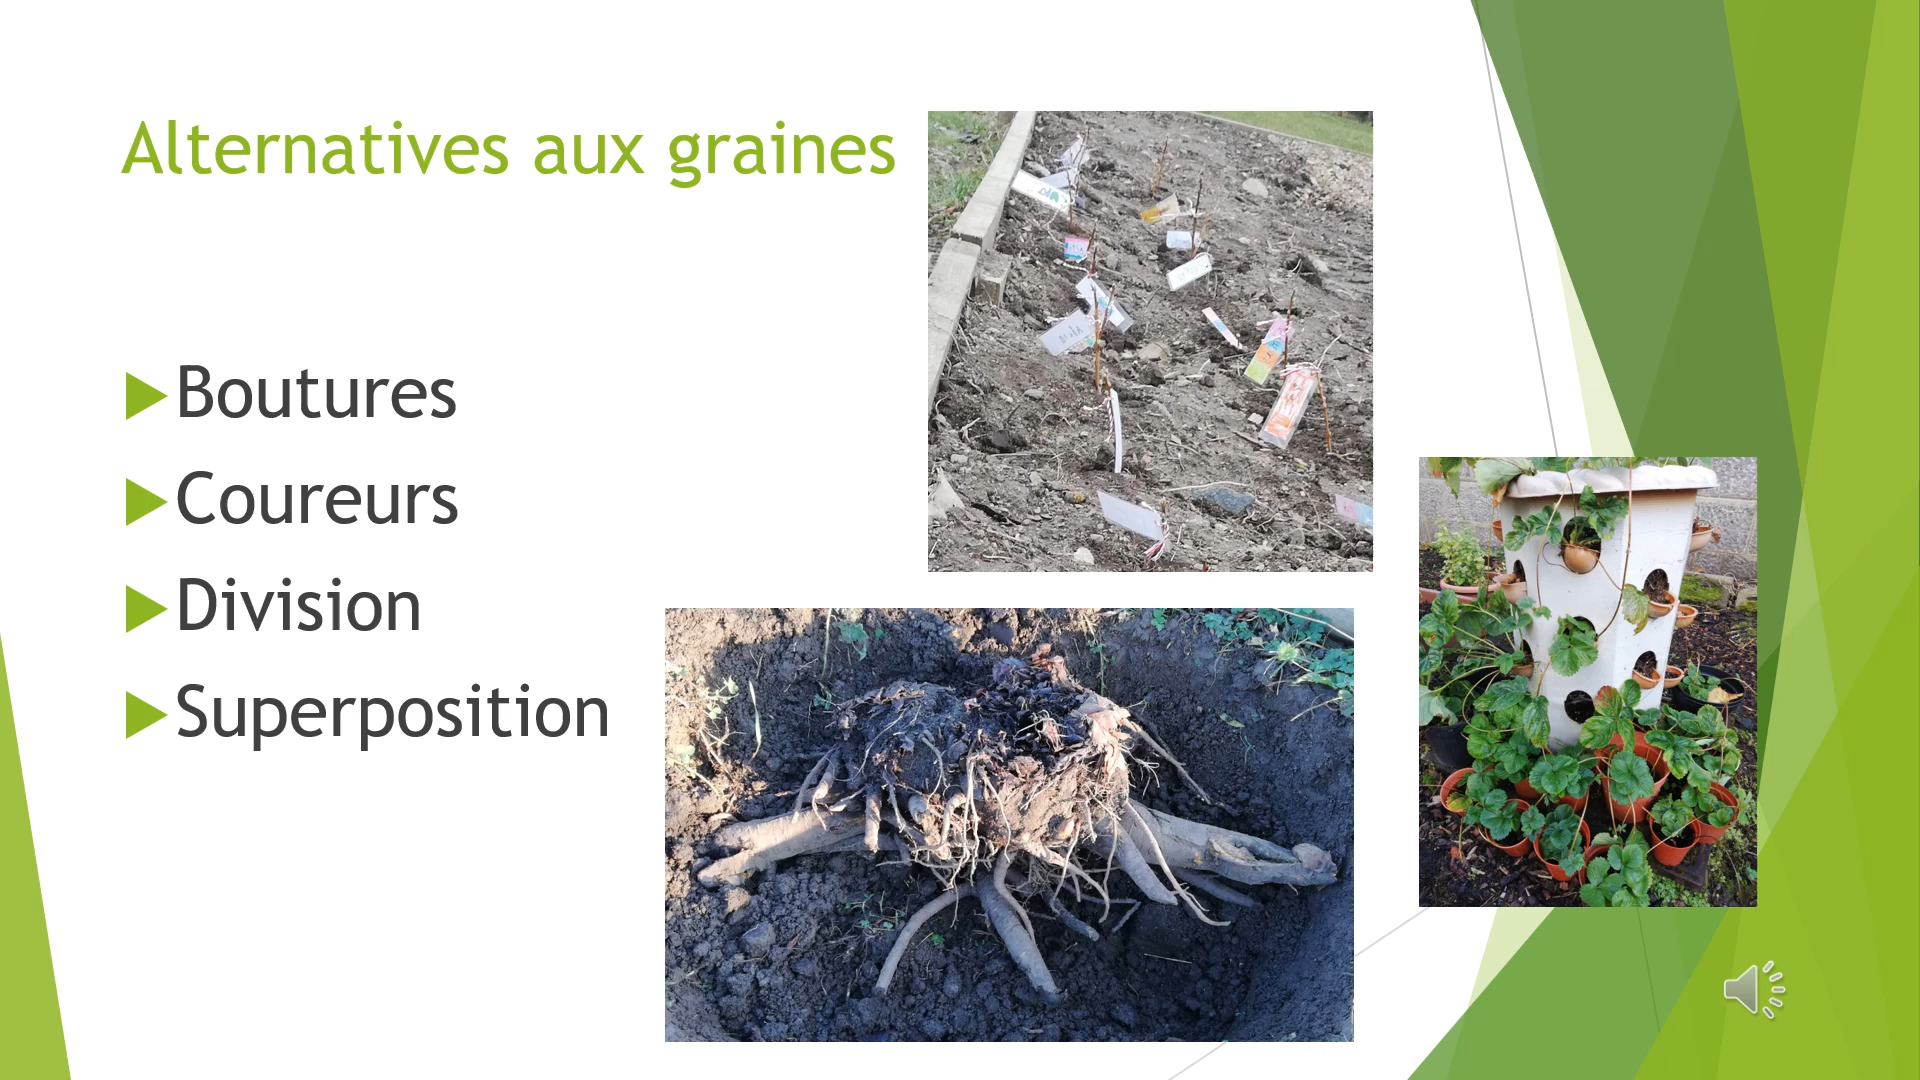 Alternatives aux graines
Boutures
Coureurs
Division
Superposition